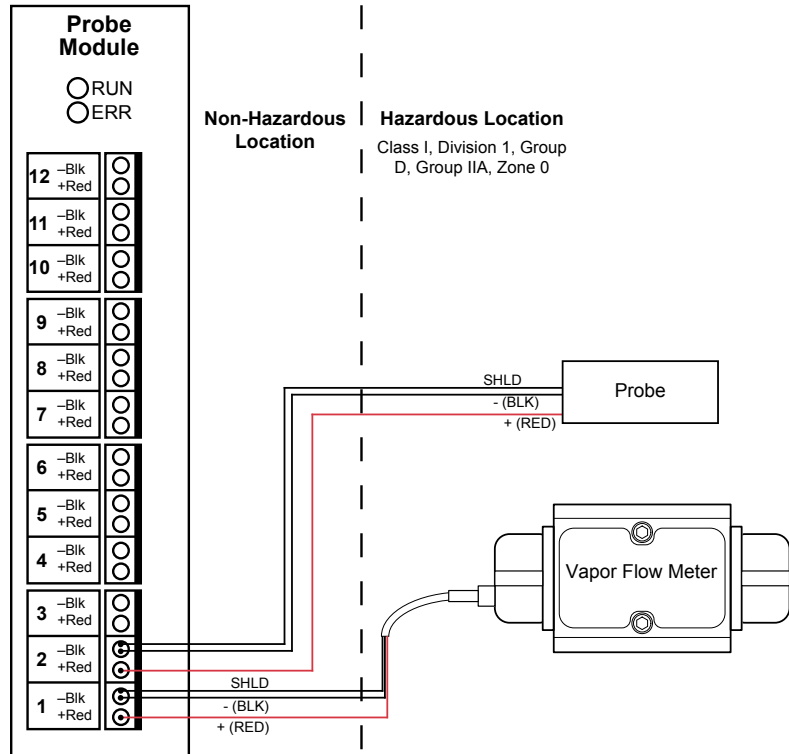 Probe
Module
RUN
ERR
Non-Hazardous
Location
Hazardous Location
Class I, Division 1, Group
D, Group IIA, Zone 0
12 –Blk
+Red
11 –Blk
+Red
10 –Blk
+Red
9 –Blk
+Red
8 –Blk
+Red
7 –Blk
+Red
6 –Blk
+Red
5 –Blk
+Red
4 –Blk
+Red
3 –Blk
+Red
2 –Blk
+Red
1 –Blk
+Red
SHLD
- (BLK)
+ (RED)
Probe
Vapor Flow Meter
SHLD
- (BLK)
+ (RED)